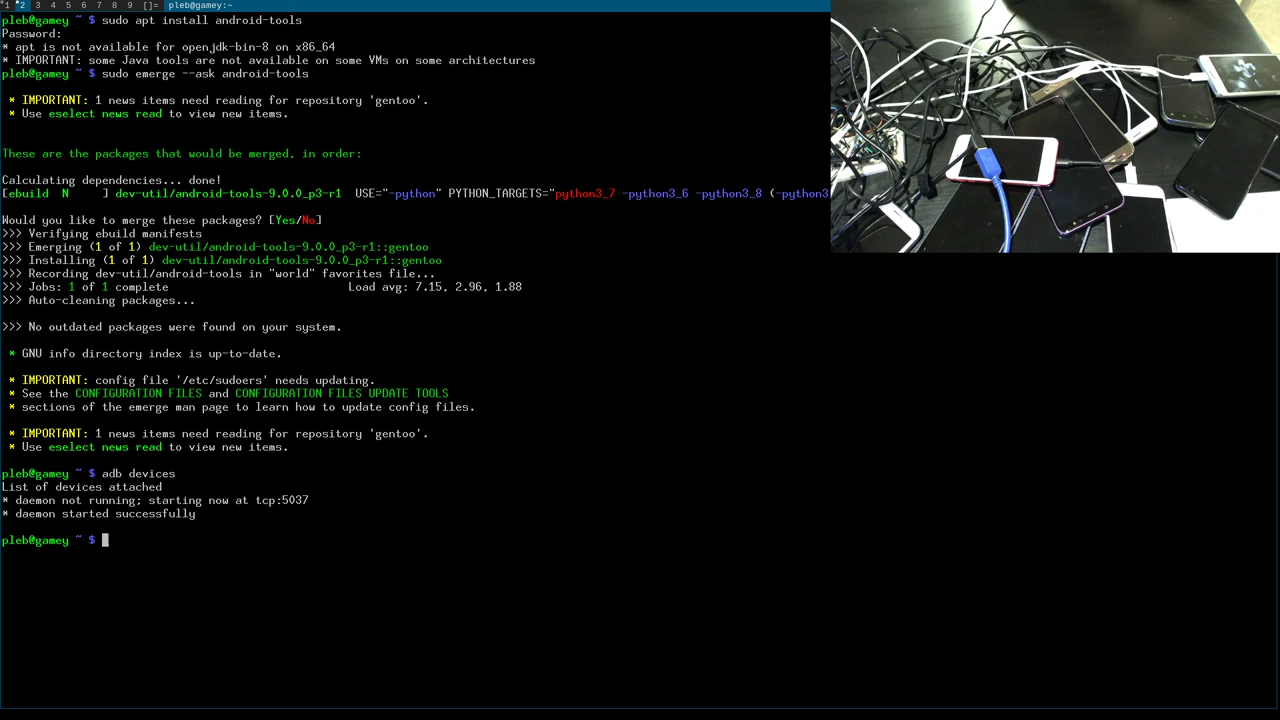 1 2 3 4 5 6 7 8 9 []= pleb@gamey:~
pleb@gamey ~ $ sudo apt install android-tools
Password:
* apt is not available for openjdk-bin-8 on x86_64
* IMPORTANT: some Java tools are not available on some VMs on some architectures
pleb@gamey ~ $ sudo emerge --ask android-tools
* IMPORTANT: 1 news items need reading for repository 'gentoo'.
* Use eselect news read to view new items.
These are the packages that would be merged, in order:
Calculating dependencies... done!
[ebuild  N     ] dev-util/android-tools-9.0.0_p3-r1  USE="-python" PYTHON_TARGETS="python3_7 -python3_6 -python3_8 (-python3
Would you like to merge these packages? [Yes/No]
>>> Verifying ebuild manifests
>>> Emerging (1 of 1) dev-util/android-tools-9.0.0_p3-r1::gentoo
>>> Installing (1 of 1) dev-util/android-tools-9.0.0_p3-r1::gentoo
>>> Recording dev-util/android-tools in "world" favorites file...
>>> Jobs: 1 of 1 complete                           Load avg: 7.15, 2.96, 1.88
>>> Auto-cleaning packages...
>>> No outdated packages were found on your system.
* GNU info directory index is up-to-date.
* IMPORTANT: config file '/etc/sudoers' needs updating.
* See the CONFIGURATION FILES and CONFIGURATION FILES UPDATE TOOLS
* sections of the emerge man page to learn how to update config files.
* IMPORTANT: 1 news items need reading for repository 'gentoo'.
* Use eselect news read to view new items.
pleb@gamey ~ $ adb devices
List of devices attached
* daemon not running; starting now at tcp:5037
* daemon started successfully
pleb@gamey ~ $